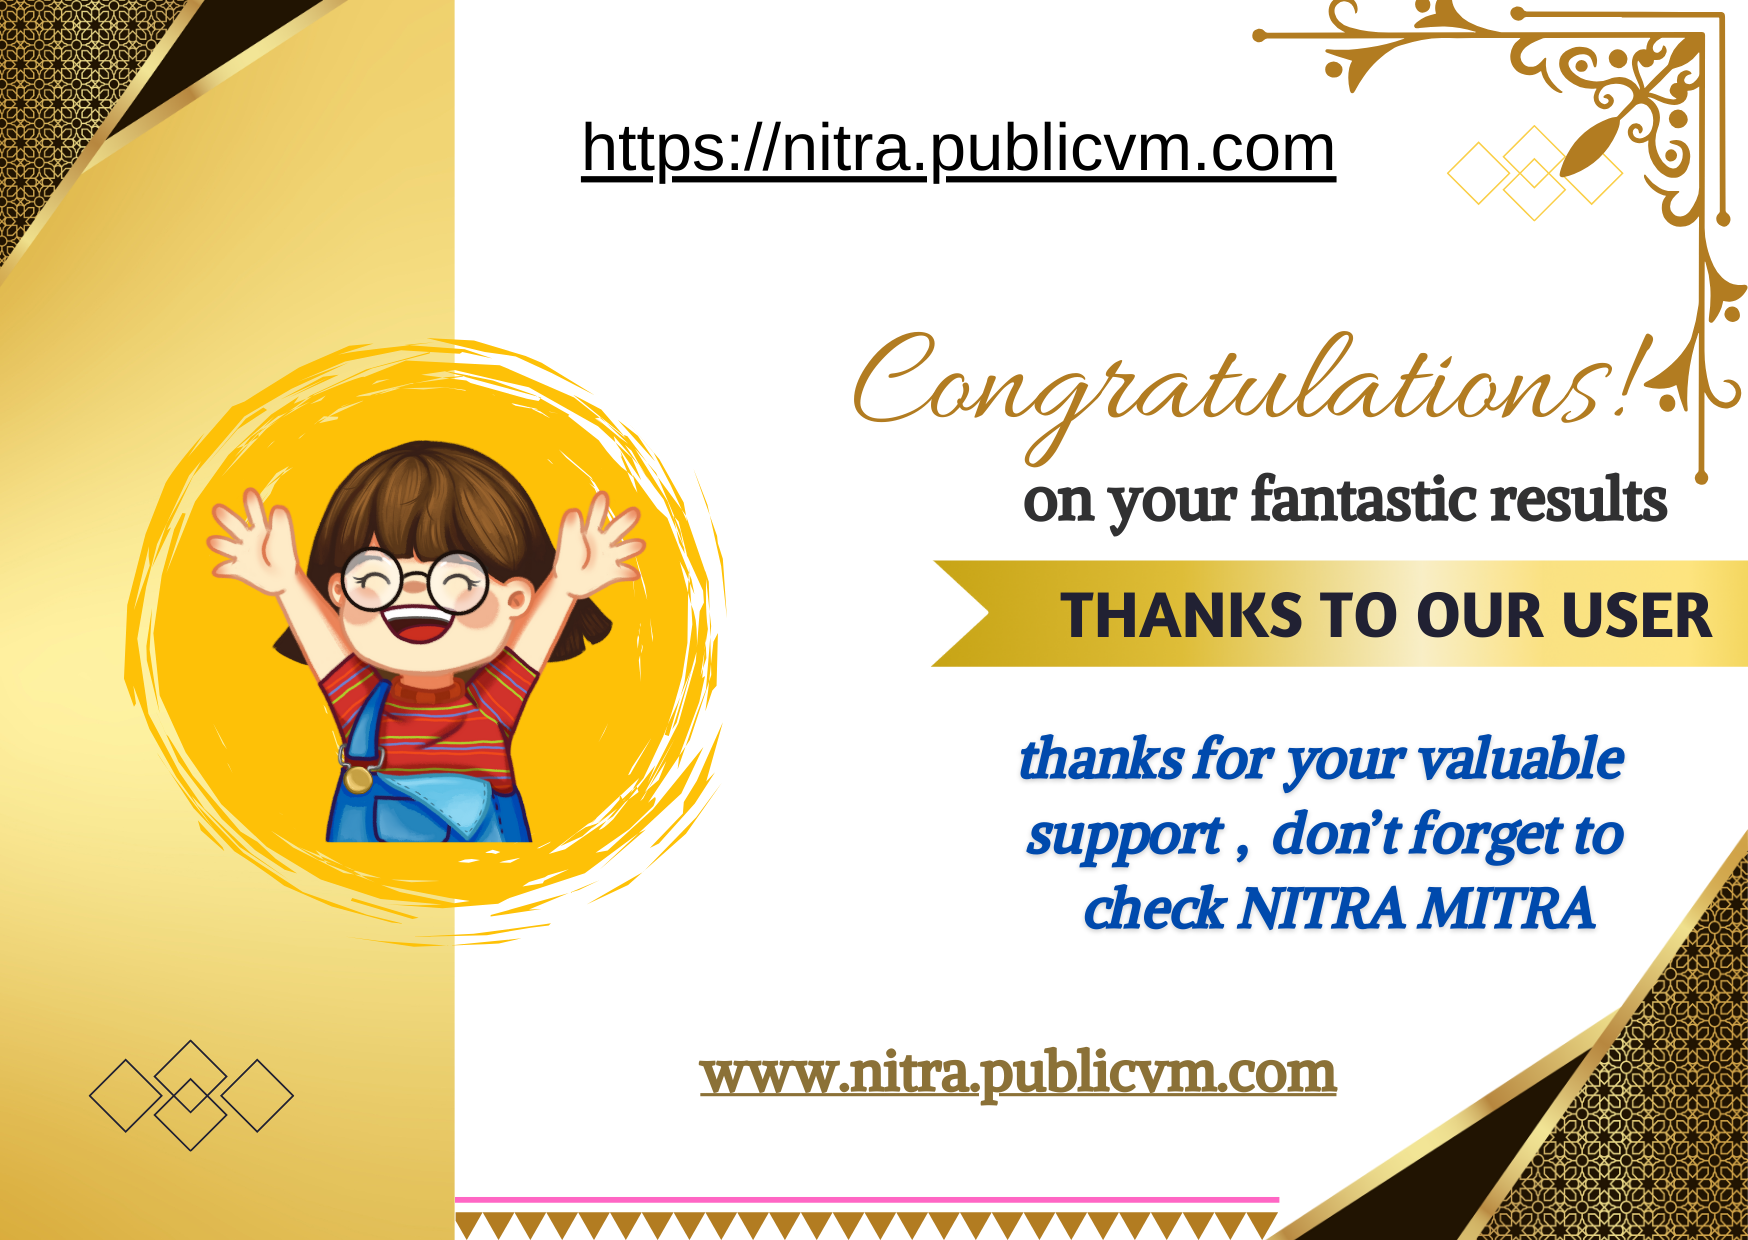 https://nitra.publicvm.com
Congratulations!
on your fantastic results
THANKS TO OUR USER
thanks for your valuable
support , don't forget to
check NITRA MITRA
www.nitra.publicvm.com